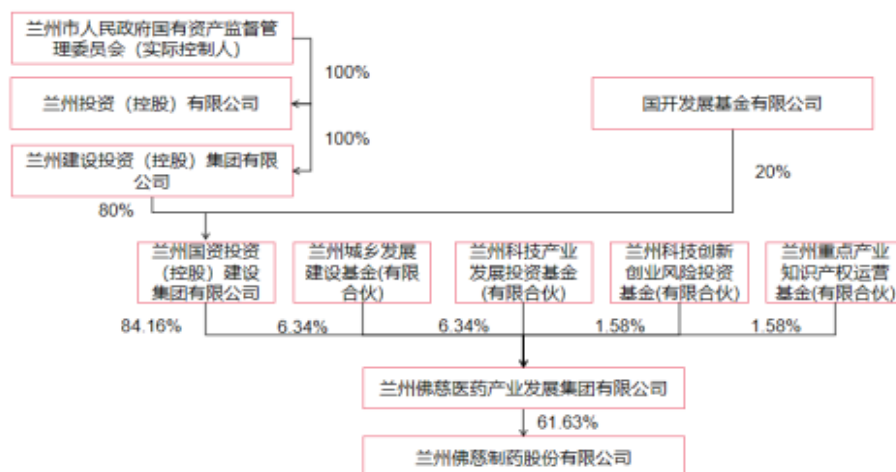 兰州市人民政府国有资产监督管
理委员会（实际控制人）
100%
兰州投资（控股）有限公司
国开发展基金有限公司
100%
兰州建设投资（控股）集团有限
公司
20%
80%
兰州国资投资
（控股）建设
集团有限公司
兰州城乡发展
建设基金(有限
合伙)
兰州科技产业
发展投资基金
(有限合伙)
兰州科技创新
创业风险投资
基金(有限合伙)
兰州重点产业
知识产权运营
基金(有限合伙)
84.16%
6.34%
6.34%
1.58%
1.58%
兰州佛慈医药产业发展集团有限公司
61.63%
兰州佛慈制药股份有限公司